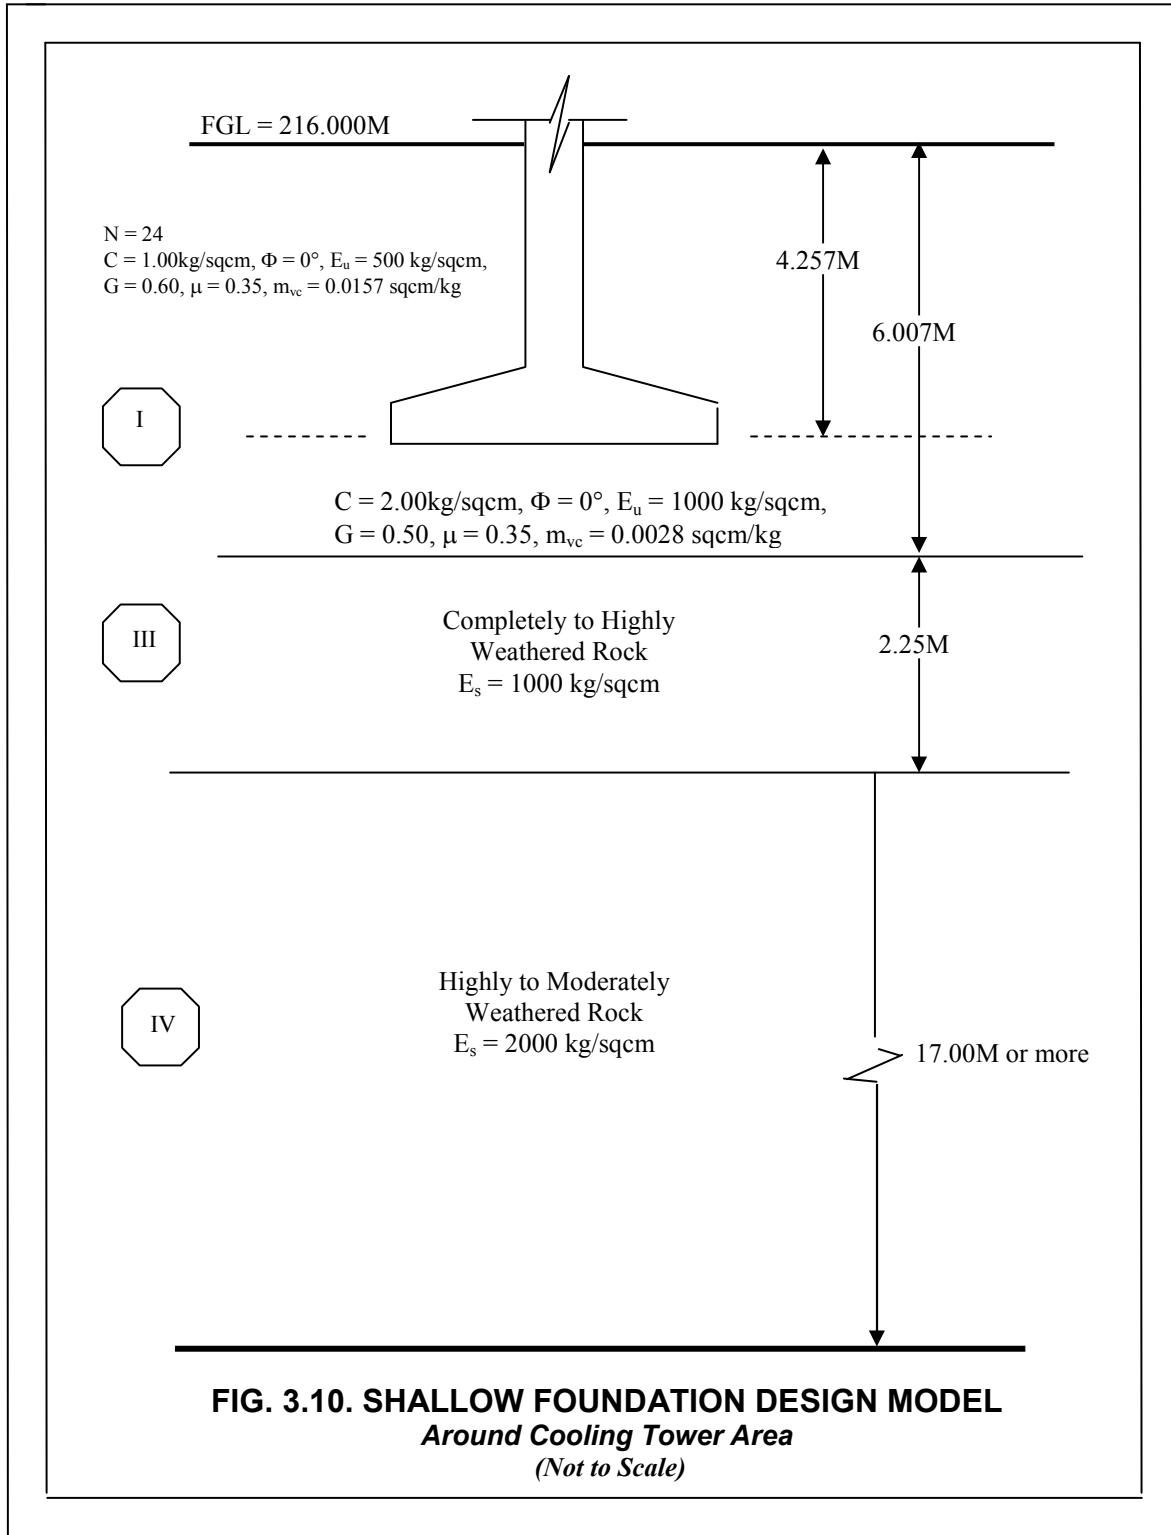 FGL = 216.000M
N = 24
C = 1.00kg/sqcm, Φ = 0°, Eu = 500 kg/sqcm,
G = 0.60, μ = 0.35, mvc = 0.0157 sqcm/kg
4.257M
6.007M
I
C = 2.00kg/sqcm, Φ = 0°, Eu = 1000 kg/sqcm,
G = 0.50, μ = 0.35, mvc = 0.0028 sqcm/kg
III
Completely to Highly
Weathered Rock
Es = 1000 kg/sqcm
2.25M
IV
Highly to Moderately
Weathered Rock
Es = 2000 kg/sqcm
17.00M or more
FIG. 3.10. SHALLOW FOUNDATION DESIGN MODEL
Around Cooling Tower Area
(Not to Scale)